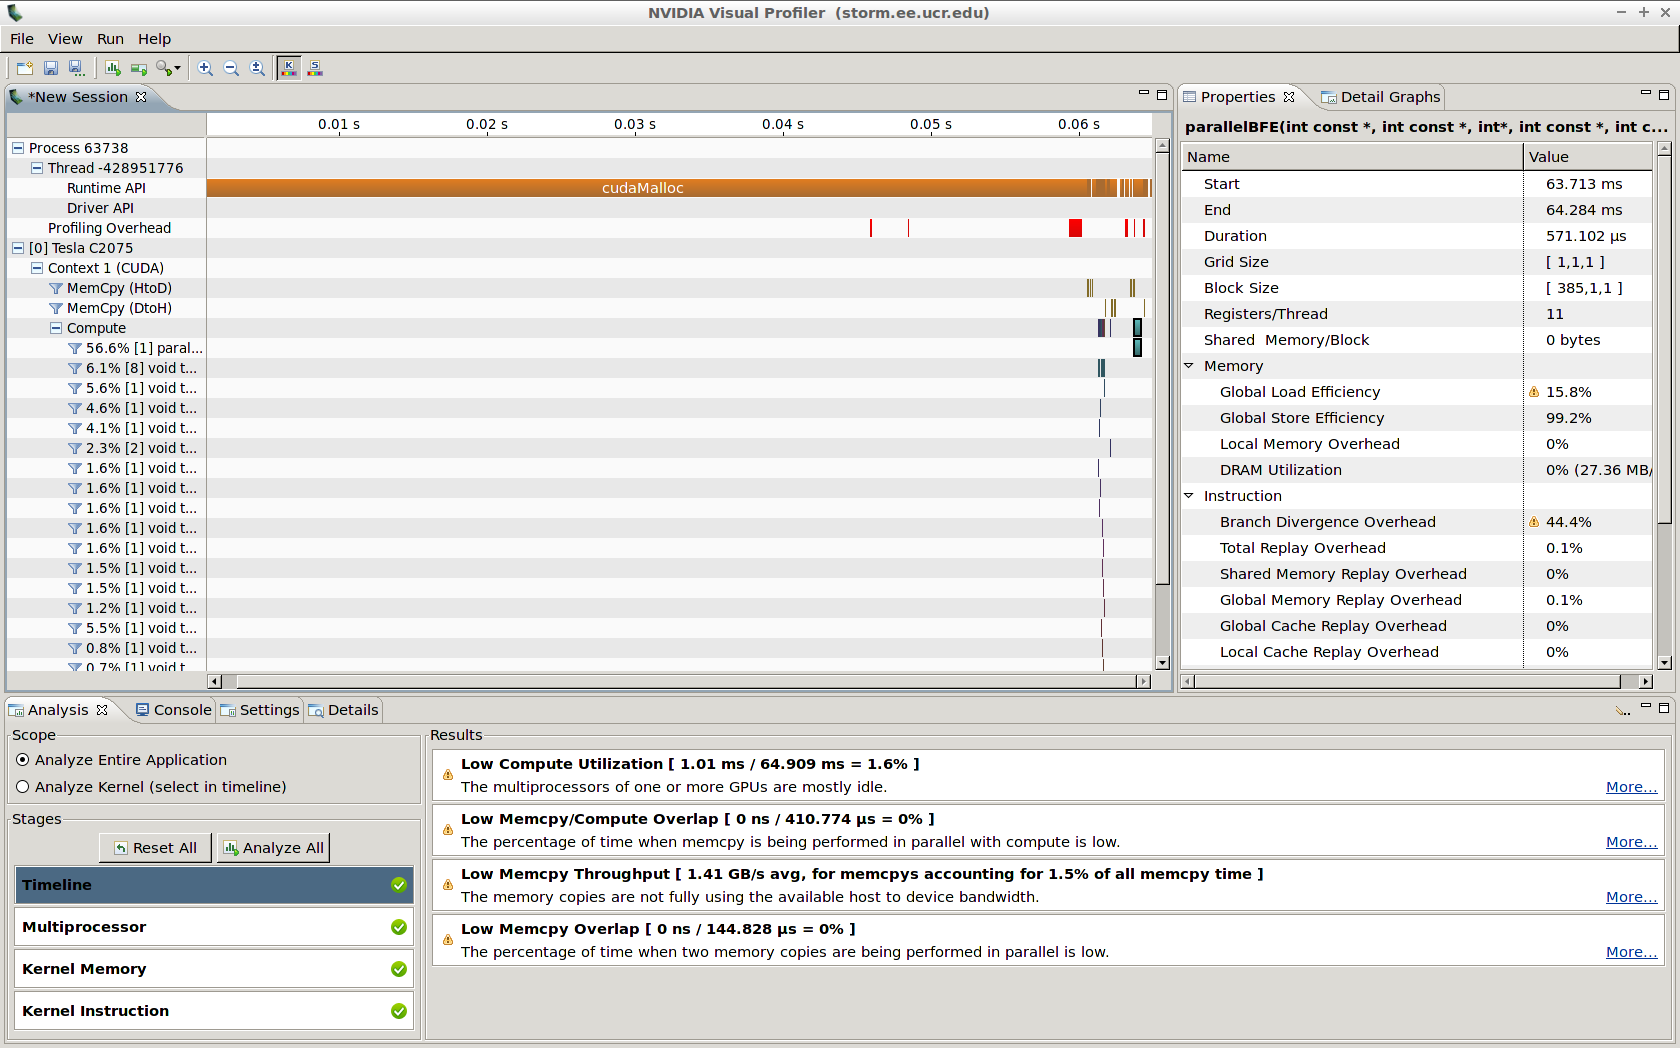 NVIDIA Visual Profiler  (storm.ee.ucr.edu)
File View Run Help
*New Session
0.01 s 0.02 s 0.03 s 0.04 s 0.05 s 0.06 s
Process 63738
Thread -428951776
Runtime API
cudaMalloc
Driver API
Profiling Overhead
[0] Tesla C2075
Context 1 (CUDA)
MemCpy (HtoD)
MemCpy (DtoH)
Compute
56.6% [1] paral...
6.1% [8] void t...
5.6% [1] void t...
4.6% [1] void t...
4.1% [1] void t...
2.3% [2] void t...
1.6% [1] void t...
1.6% [1] void t...
1.6% [1] void t...
1.6% [1] void t...
1.6% [1] void t...
1.5% [1] void t...
1.5% [1] void t...
1.2% [1] void t...
5.5% [1] void t...
0.8% [1] void t...
0.7% [1] void t
Properties Detail Graphs
parallelBFE(int const *, int const *, int*, int const *, int c...
Name Value
Start 63.713 ms
End 64.284 ms
Duration 571.102 µs
Grid Size [ 1,1,1 ]
Block Size [ 385,1,1 ]
Registers/Thread 11
Shared  Memory/Block 0 bytes
Memory
Global Load Efficiency 15.8%
Global Store Efficiency 99.2%
Local Memory Overhead 0%
DRAM Utilization 0% (27.36 MB/
Instruction
Branch Divergence Overhead 44.4%
Total Replay Overhead 0.1%
Shared Memory Replay Overhead 0%
Global Memory Replay Overhead 0.1%
Global Cache Replay Overhead 0%
Local Cache Replay Overhead 0%
Analysis Console Settings Details
Scope
Analyze Entire Application
Analyze Kernel (select in timeline)
Stages
Reset All Analyze All
Timeline
Multiprocessor
Kernel Memory
Kernel Instruction
Results
Low Compute Utilization [ 1.01 ms / 64.909 ms = 1.6% ]
The multiprocessors of one or more GPUs are mostly idle. More...
Low Memcpy/Compute Overlap [ 0 ns / 410.774 µs = 0% ]
The percentage of time when memcpy is being performed in parallel with compute is low. More...
Low Memcpy Throughput [ 1.41 GB/s avg, for memcpys accounting for 1.5% of all memcpy time ]
The memory copies are not fully using the available host to device bandwidth. More...
Low Memcpy Overlap [ 0 ns / 144.828 µs = 0% ]
The percentage of time when two memory copies are being performed in parallel is low. More...